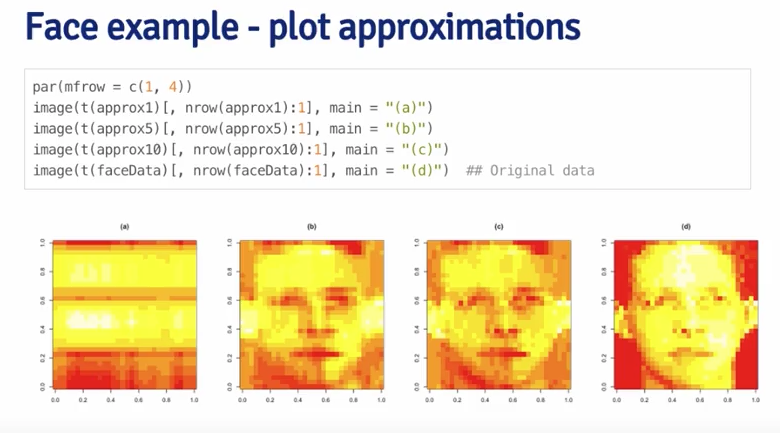 Face example - plot approximations
par(mfrow = c(1, 4))
image(t(approx1)[, nrow(approx1):1], main = "(a)")
image(t(approx5)[, nrow(approx5):1], main = "(b)")
image(t(approx10)[, nrow(approx10):1], main = "(c)")
image(t(faceData)[, nrow(faceData):1], main = "(d)")  ## Original data
(a)
1.0
0.8
0.6
0.4
0.2
0.0
0.0 0.2 0.4 0.6 0.8 1.0
(b)
1.0
0.8
0.6
0.4
0.2
0.0
0.0 0.2 0.4 0.6 0.8 1.0
(c)
1.0
0.8
0.6
0.4
0.2
0.0
0.0 0.2 0.4 0.6 0.8 1.0
(d)
1.0
0.8
0.6
0.4
0.2
0.0
0.0 0.2 0.4 0.6 0.8 1.0